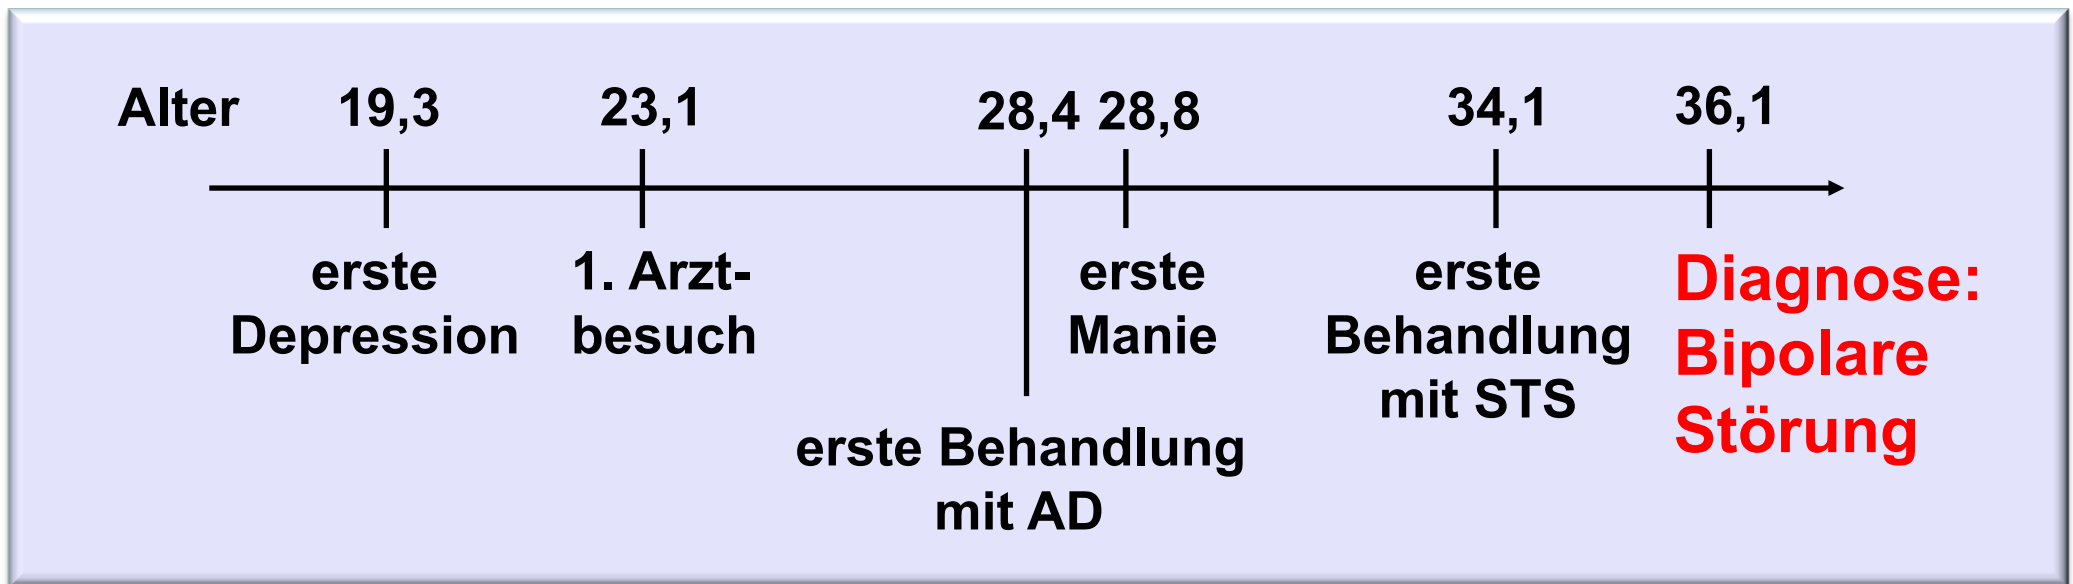 Alter 19,3 23,1 28,4 28,8 34,1 36,1
erste
Depression
1. Arzt-
besuch
erste Behandlung
mit AD
erste
Manie
erste
Behandlung
mit STS
Diagnose:
Bipolare
Störung